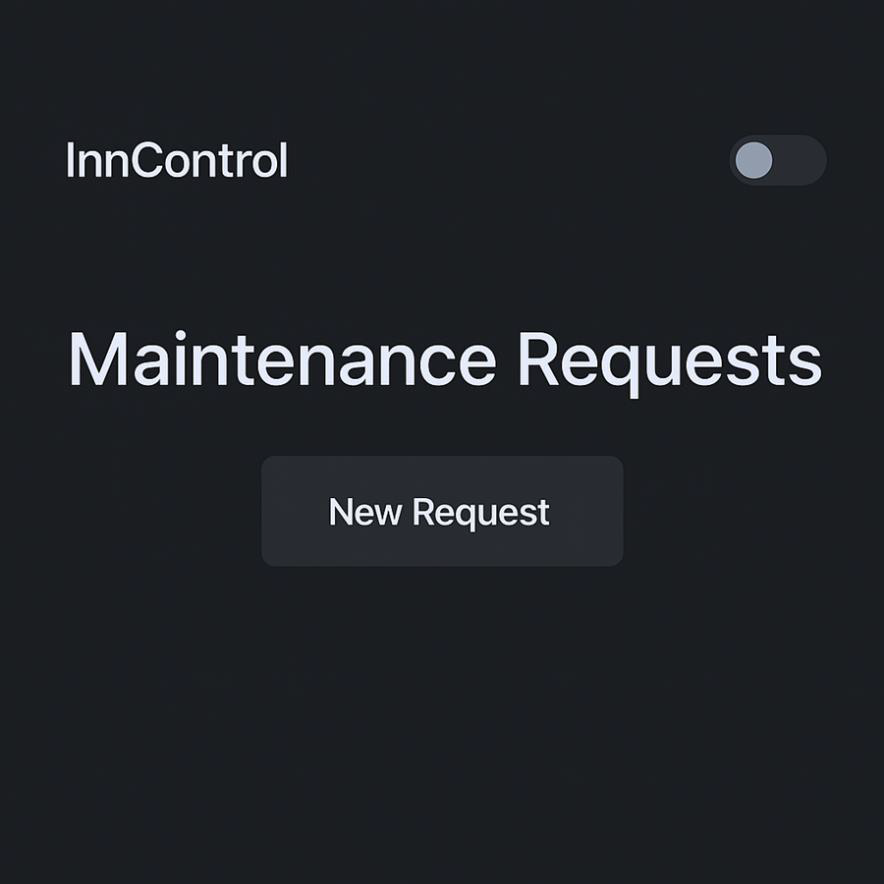 InnControl
Maintenance Requests
New Request